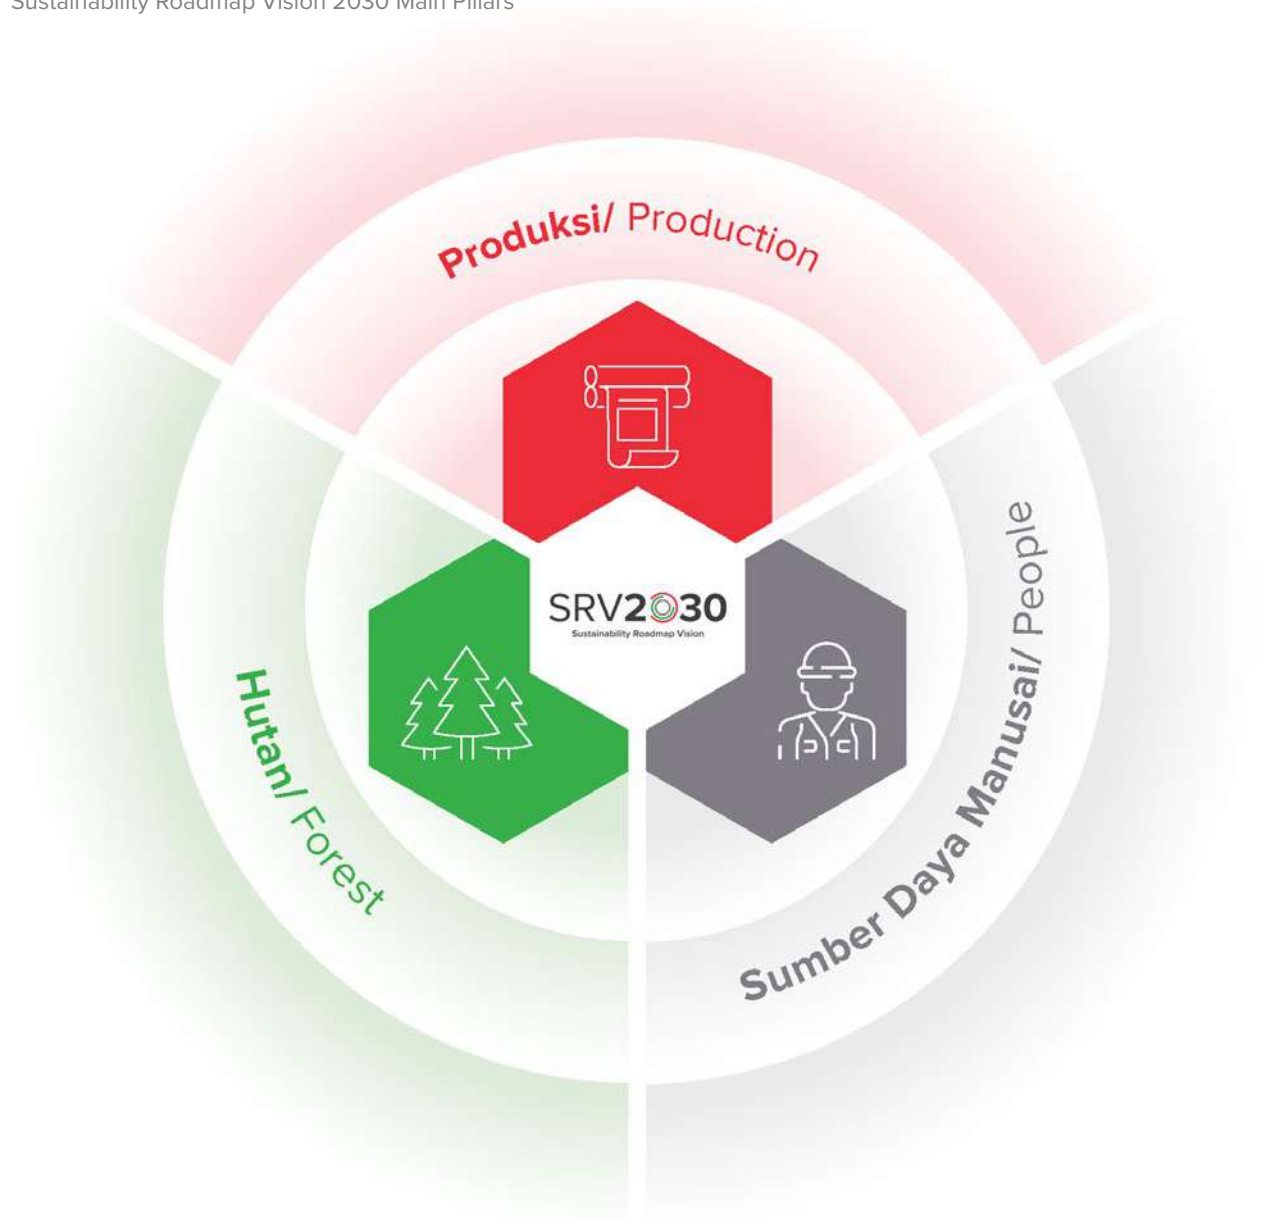 Sustainability Roadmap Vision 2030 Main Pillars
Produksi/ Production
SRV2030
Sustainability Roadmap Vision
Hutan/ Forest
Sumber Daya Manusai/ People